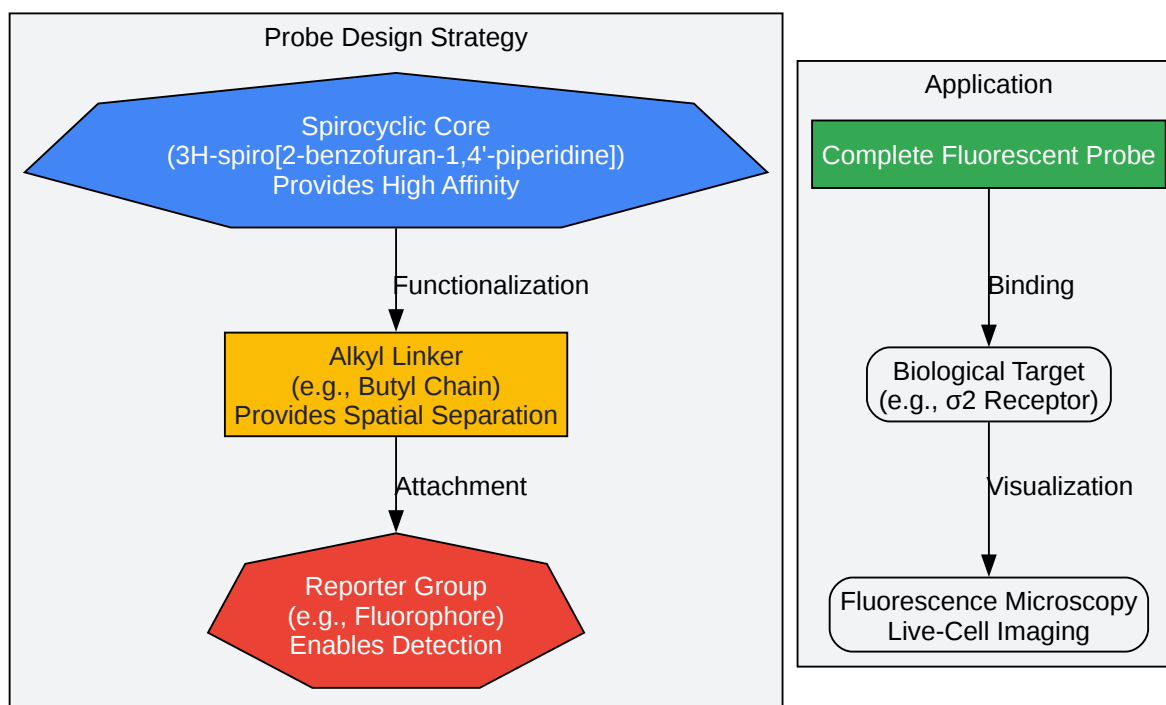 Probe Design Strategy
Spirocyclic Core
(3H-spiro[2-benzofuran-1,4'-piperidine])
Provides High Affinity
Functionalization
Alkyl Linker
(e.g., Butyl Chain)
Provides Spatial Separation
Attachment
Reporter Group
(e.g., Fluorophore)
Enables Detection
Application
Complete Fluorescent Probe
Binding
Biological Target
(e.g., σ2 Receptor)
Visualization
Fluorescence Microscopy
Live-Cell Imaging